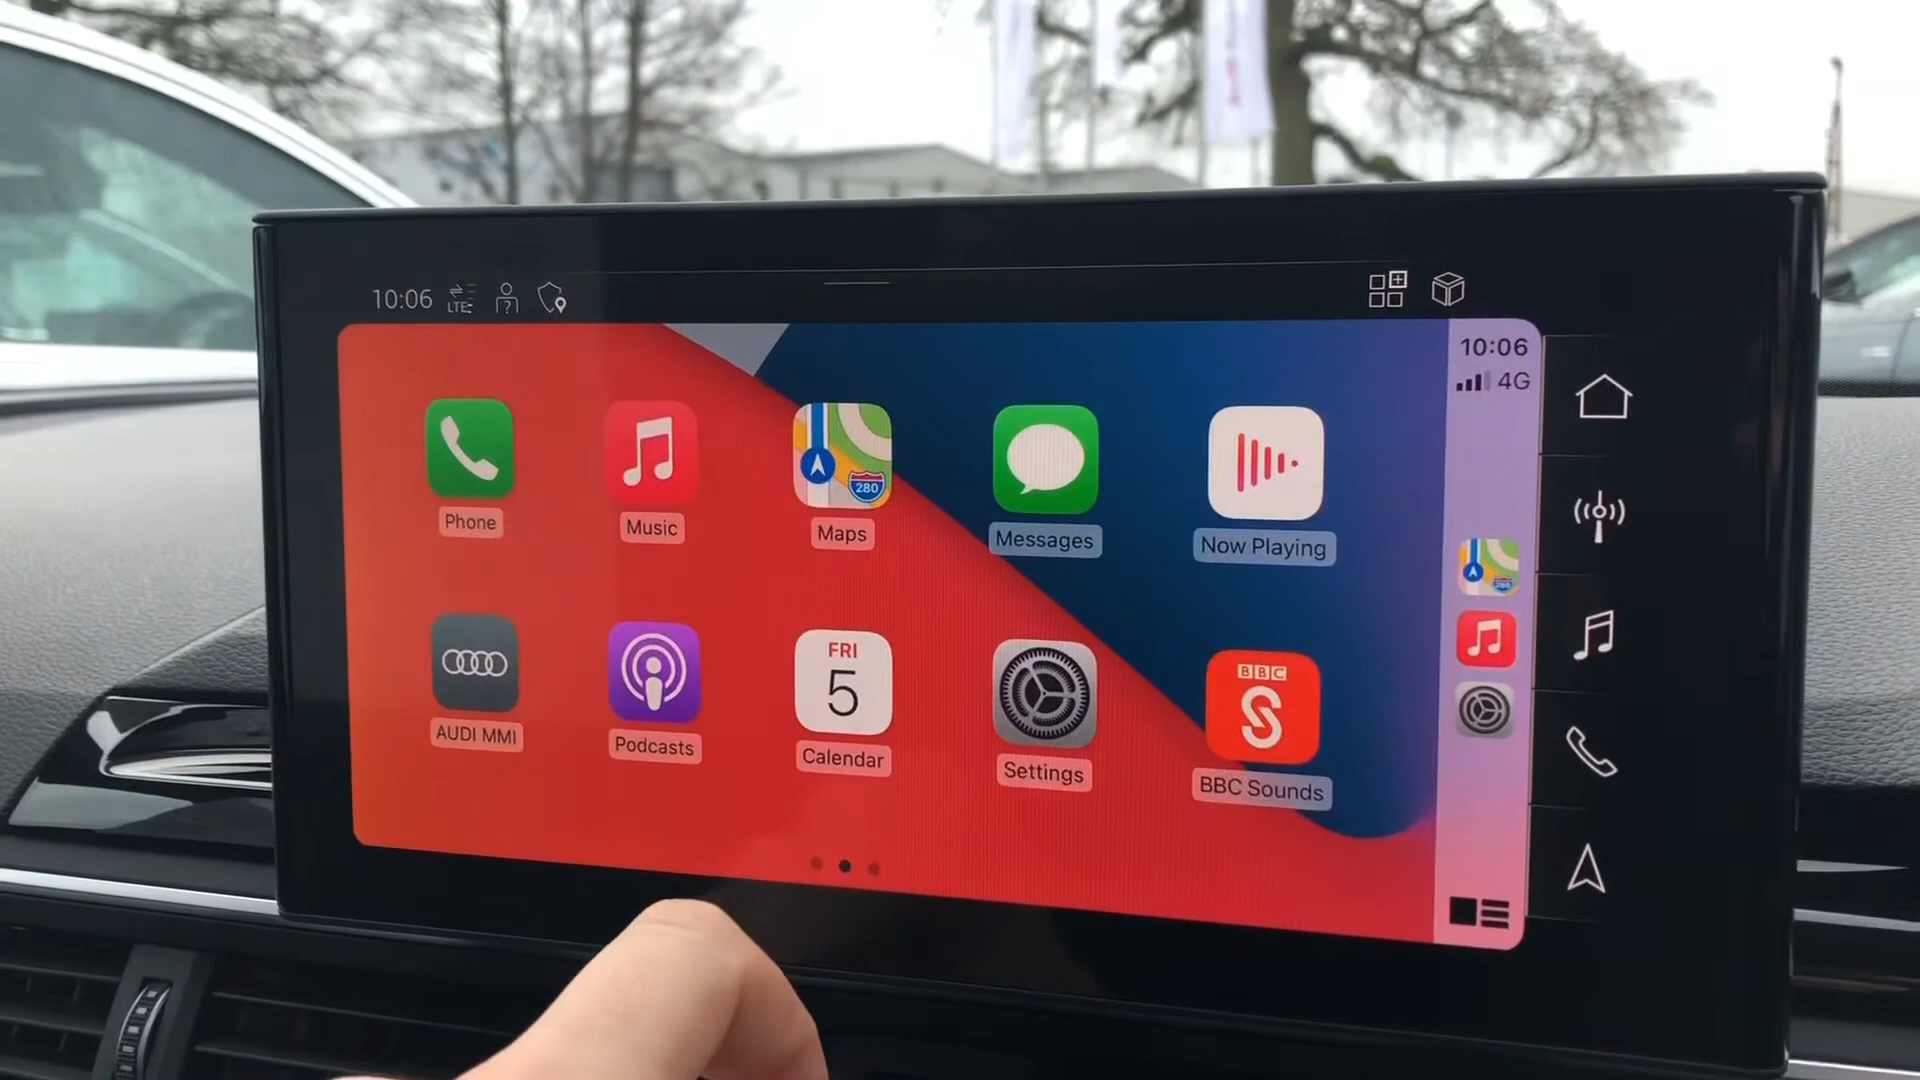 10:06
LTE
?
10:06
4G
280
Phone
Music
Maps
Messages
Now Playing
FRI
5
BBC
AUDI MMI
Podcasts
Calendar
Settings
BBC Sounds